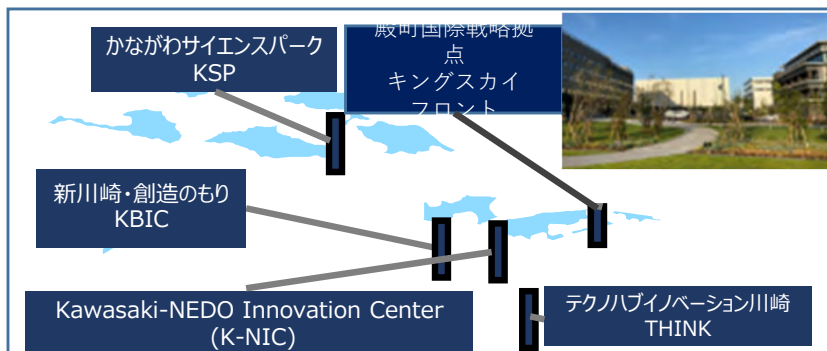 かながわサイエンスパーク
KSP
殿町国際戦略拠
点
キングスカイ
フロント
新川崎・創造のもり
KBIC
Kawasaki-NEDO Innovation Center
(K-NIC)
テクノハブイノベーション川崎
THINK